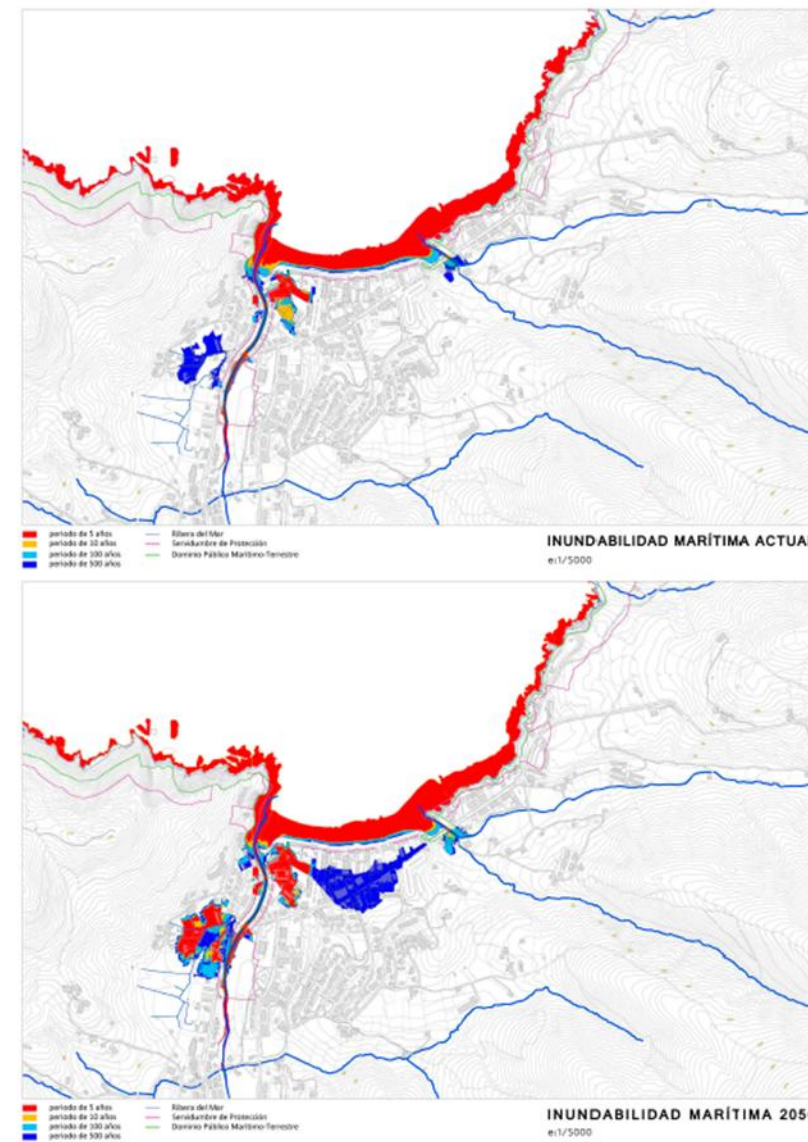 periodo de 5 años
periodo de 10 años
periodo de 100 años
periodo de 500 años
Ribera del Mar
Servidumbre de Protección
Dominio Público Marítimo-Terrestre
INUNDABILIDAD MARÍTIMA ACTUAL
e:1/5000
periodo de 5 años
periodo de 10 años
periodo de 100 años
periodo de 500 años
Ribera del Mar
Servidumbre de Protección
Dominio Público Marítimo-Terrestre
INUNDABILIDAD MARÍTIMA 205
e:1/5000